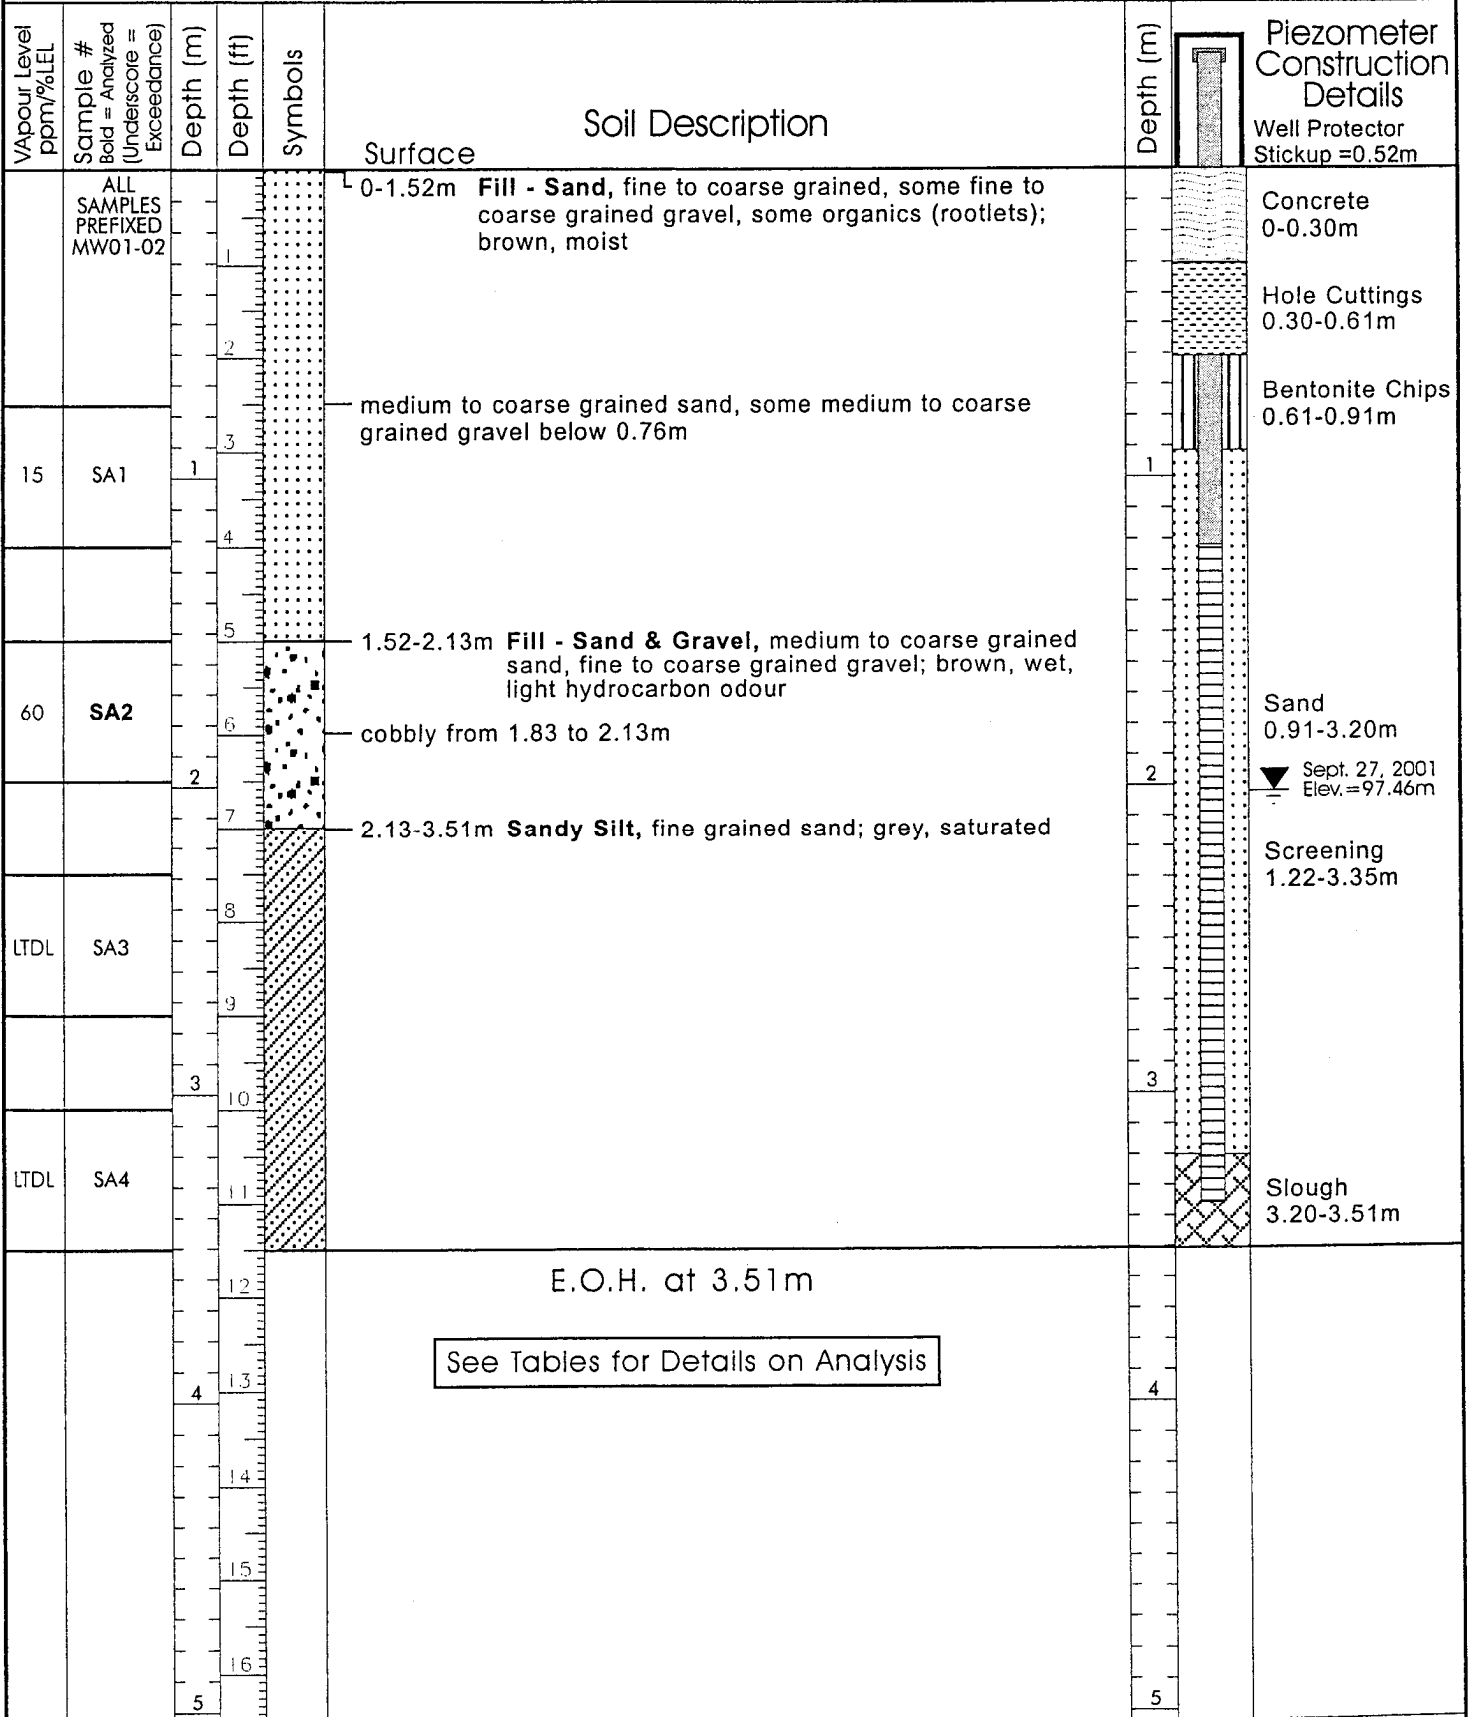 VApour Level
ppm/%LEL
Sample #
Bold = Analyzed
(Underscore =
Exceedance)
Depth (m)
Depth (ft)
Symbols
Soil Description
Surface
Depth (m)
Piezometer
Construction
Details
Well Protector
Stickup =0.52m
ALL
SAMPLES
PREFIXED
MW01-02
0-1.52m Fill - Sand, fine to coarse grained, some fine to
coarse grained gravel, some organics (rootlets);
brown, moist
Concrete
0-0.30m
1
Hole Cuttings
0.30-0.61m
2
medium to coarse grained sand, some medium to coarse
grained gravel below 0.76m
Bentonite Chips
0.61-0.91m
3
15 SA1 1
1
4
5
1.52-2.13m Fill - Sand & Gravel, medium to coarse grained
sand, fine to coarse grained gravel; brown, wet,
light hydrocarbon odour
60 SA2
6
cobbly from 1.83 to 2.13m
Sand
0.91-3.20m
2
2
Sept. 27, 2001
Elev.=97.46m
7
2.13-3.51m Sandy Silt, fine grained sand; grey, saturated
Screening
1.22-3.35m
8
LTDL SA3
9
3
3
10
LTDL SA4
11
Slough
3.20-3.51m
12
E.O.H. at 3.51m
See Tables for Details on Analysis
13
4
4
14
15
16
5
5